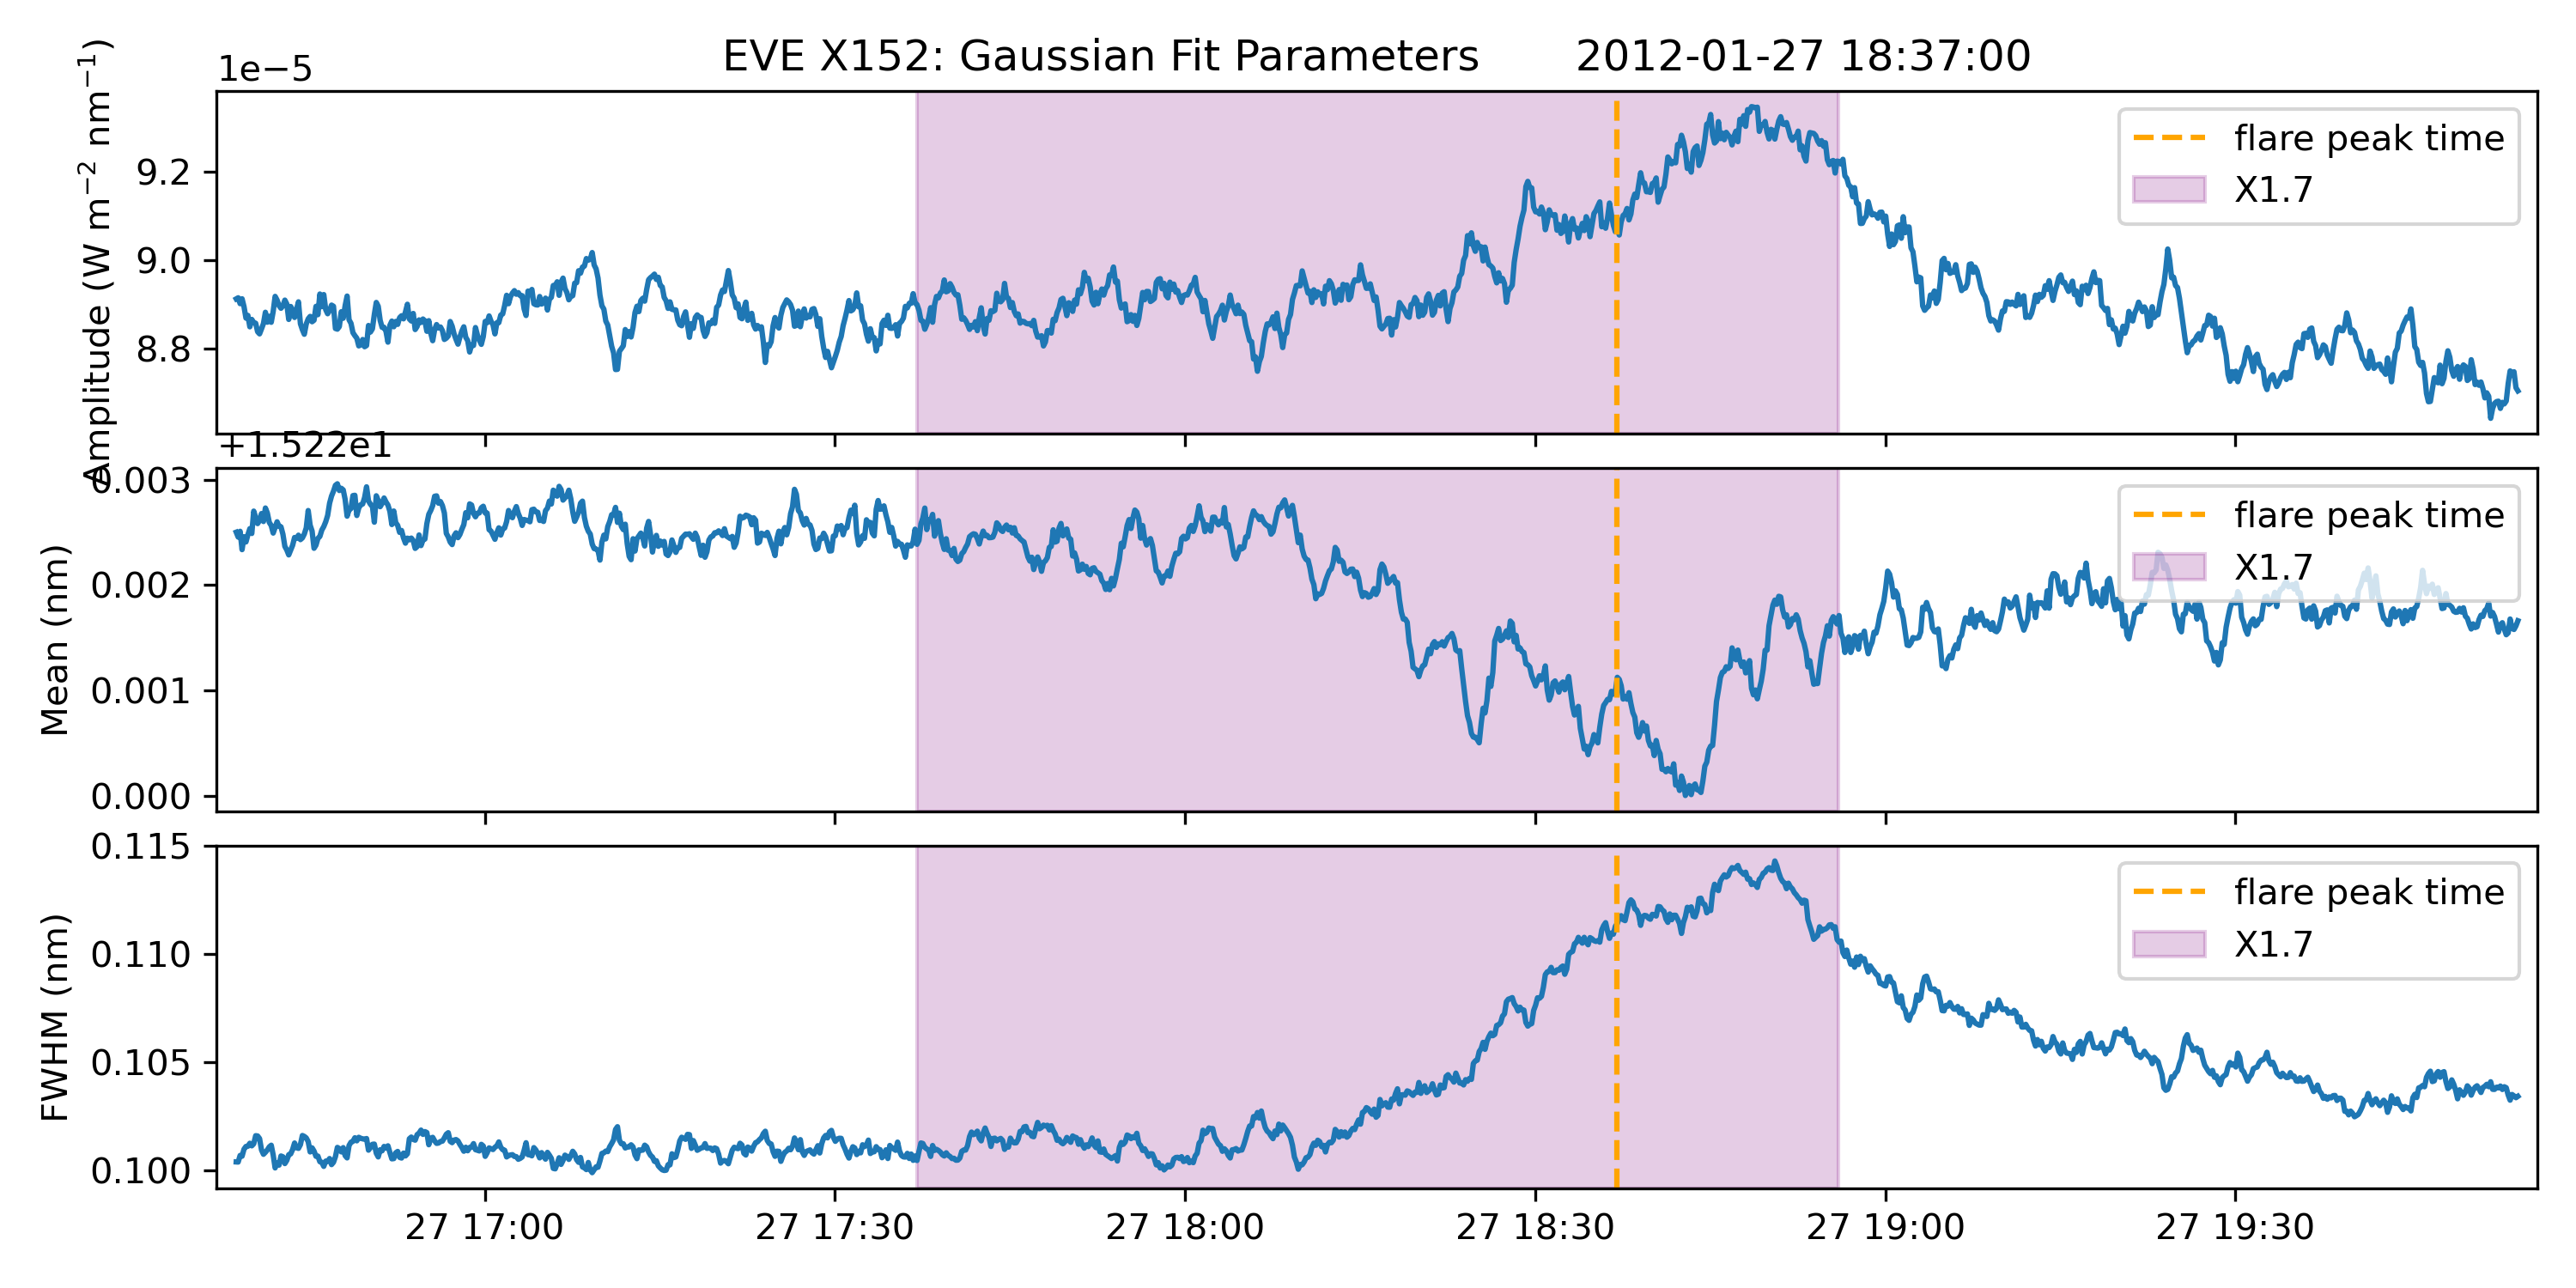 EVE X152: Gaussian Fit Parameters 2012-01-27 18:37:00
1e−5
Amplitude (W m⁻² nm⁻¹)
9.2
9.0
8.8
flare peak time
X1.7
+1.522e1
Mean (nm)
0.003
0.002
0.001
0.000
flare peak time
X1.7
FWHM (nm)
0.115
0.110
0.105
0.100
flare peak time
X1.7
27 17:00 27 17:30 27 18:00 27 18:30 27 19:00 27 19:30